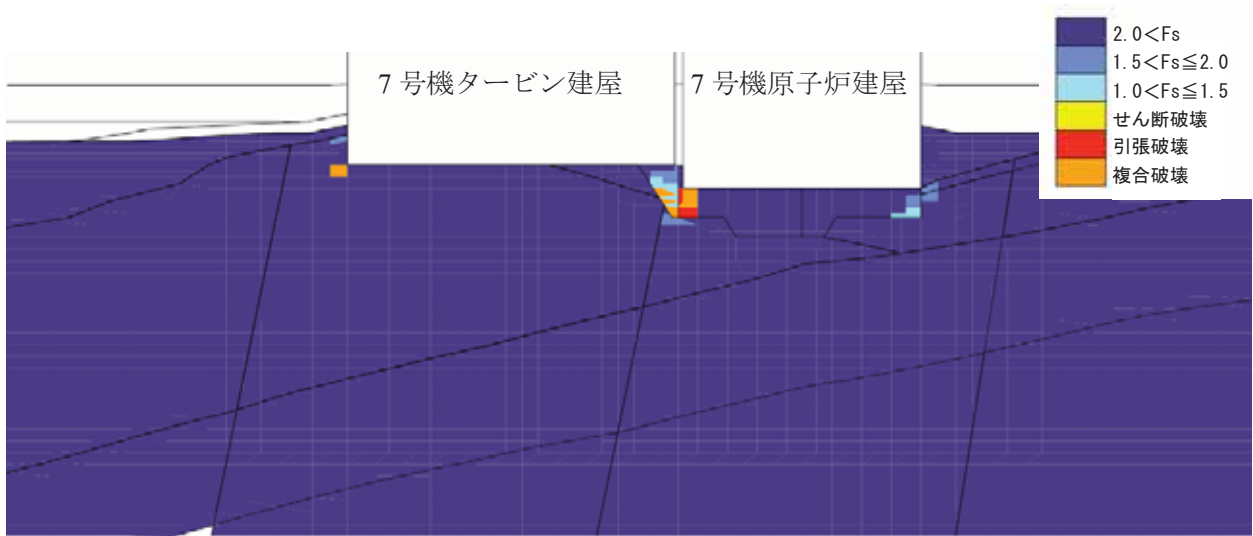 7 号機タービン建屋
7 号機原子炉建屋
2.0<Fs
1.5<Fs≦2.0
1.0<Fs≦1.5
せん断破壊
引張破壊
複合破壊